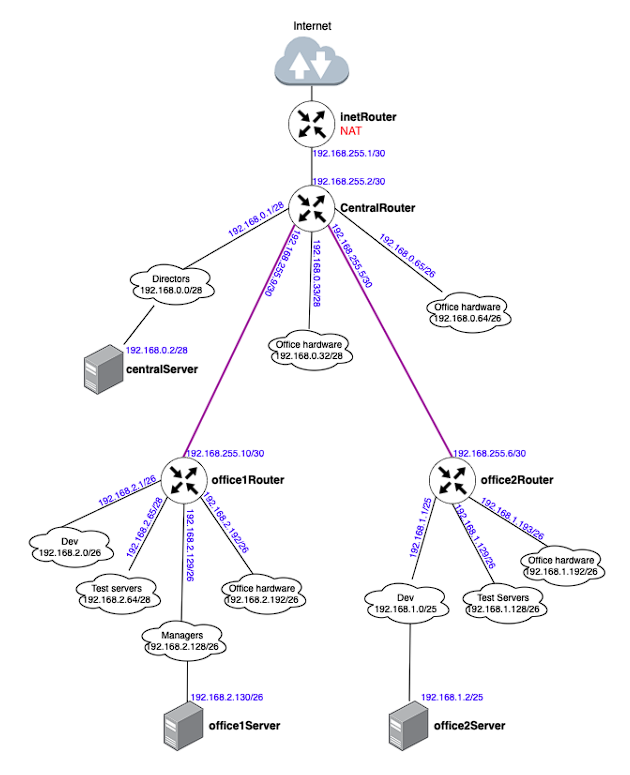 Internet
inetRouter
NAT
192.168.255.1/30
192.168.255.2/30
CentralRouter
192.168.0.1/28
192.168.255.9/30
192.168.0.33/28
192.168.255.5/30
192.168.0.65/26
Directors
192.168.0.0/28
Office hardware
192.168.0.64/26
Office hardware
192.168.0.32/28
192.168.0.2/28
centralServer
192.168.255.10/30
office1Router
192.168.255.6/30
office2Router
192.168.2.1/26
192.168.2.65/28
192.168.2.129/26
192.168.2.192/26
192.168.1.1/25
192.168.1.129/26
192.168.1.193/26
Dev
192.168.2.0/26
Test servers
192.168.2.64/28
Office hardware
192.168.2.192/26
Managers
192.168.2.128/26
Dev
192.168.1.0/25
Test Servers
192.168.1.128/26
Office hardware
192.168.1.192/26
192.168.2.130/26
office1Server
192.168.1.2/25
office2Server